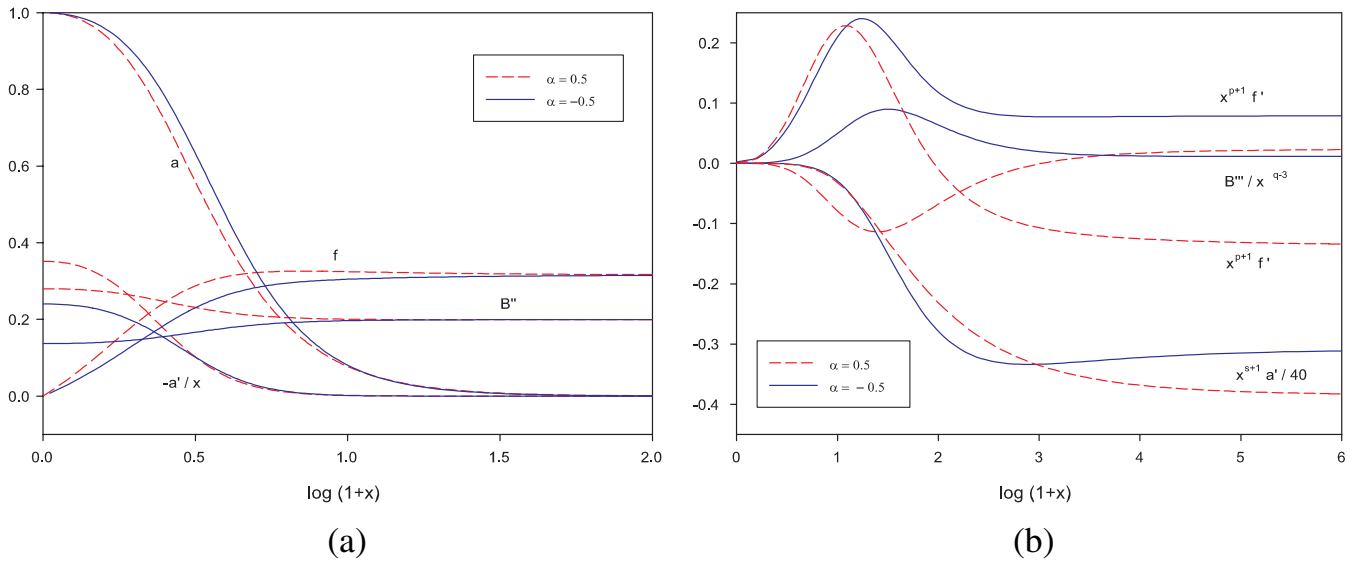 1.0
0.8
0.6
0.4
0.2
0.0
α = 0.5
α = −0.5
a
f
B''
-a' / x
0.0 0.5 1.0 1.5 2.0
log (1+x)
(a)
0.2
0.1
0.0
-0.1
-0.2
-0.3
-0.4
x^{p+1} f '
B''' / x^{q-3}
x^{p+1} f '
x^{s+1} a' / 40
α = 0.5
α = − 0.5
0 1 2 3 4 5 6
log (1+x)
(b)